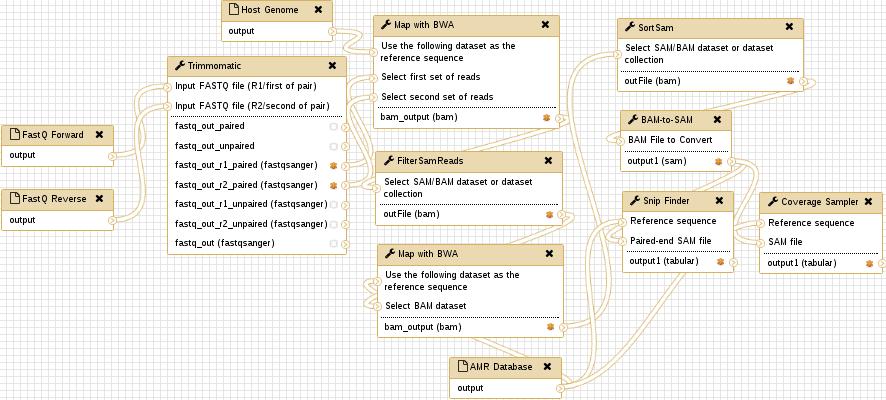 Host Genome
output
Trimmomatic
Input FASTQ file (R1/first of pair)
Input FASTQ file (R2/second of pair)
fastq_out_paired
fastq_out_unpaired
fastq_out_r1_paired (fastqsanger)
fastq_out_r2_paired (fastqsanger)
fastq_out_r1_unpaired (fastqsanger)
fastq_out_r2_unpaired (fastqsanger)
fastq_out (fastqsanger)
FastQ Forward
output
FastQ Reverse
output
Map with BWA
Use the following dataset as the
reference sequence
Select first set of reads
Select second set of reads
bam_output (bam)
FilterSamReads
Select SAM/BAM dataset or dataset
collection
outFile (bam)
Map with BWA
Use the following dataset as the
reference sequence
Select BAM dataset
bam_output (bam)
AMR Database
output
SortSam
Select SAM/BAM dataset or dataset
collection
outFile (bam)
BAM-to-SAM
BAM File to Convert
output1 (sam)
Snip Finder
Reference sequence
Paired-end SAM file
output1 (tabular)
Coverage Sampler
Reference sequence
SAM file
output1 (tabular)